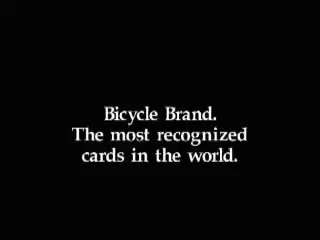 Bicycle Brand.
The most recognized
cards in the world.